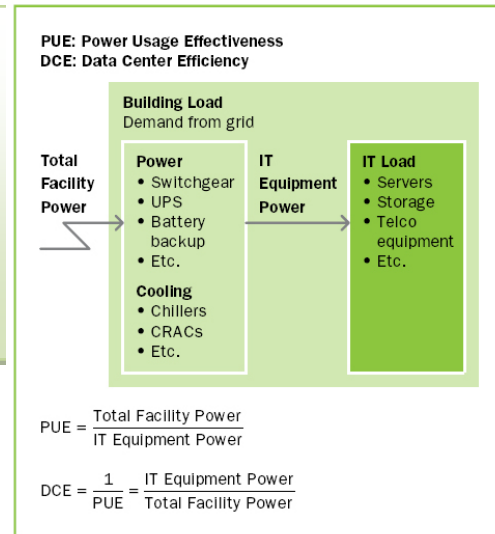 PUE: Power Usage Effectiveness
DCE: Data Center Efficiency
Building Load
Demand from grid
Total
Facility
Power
Power
• Switchgear
• UPS
• Battery
backup
• Etc.
Cooling
• Chillers
• CRACs
• Etc.
IT
Equipment
Power
IT Load
• Servers
• Storage
• Telco
equipment
• Etc.
PUE = Total Facility Power / IT Equipment Power
DCE = 1 / PUE = IT Equipment Power / Total Facility Power